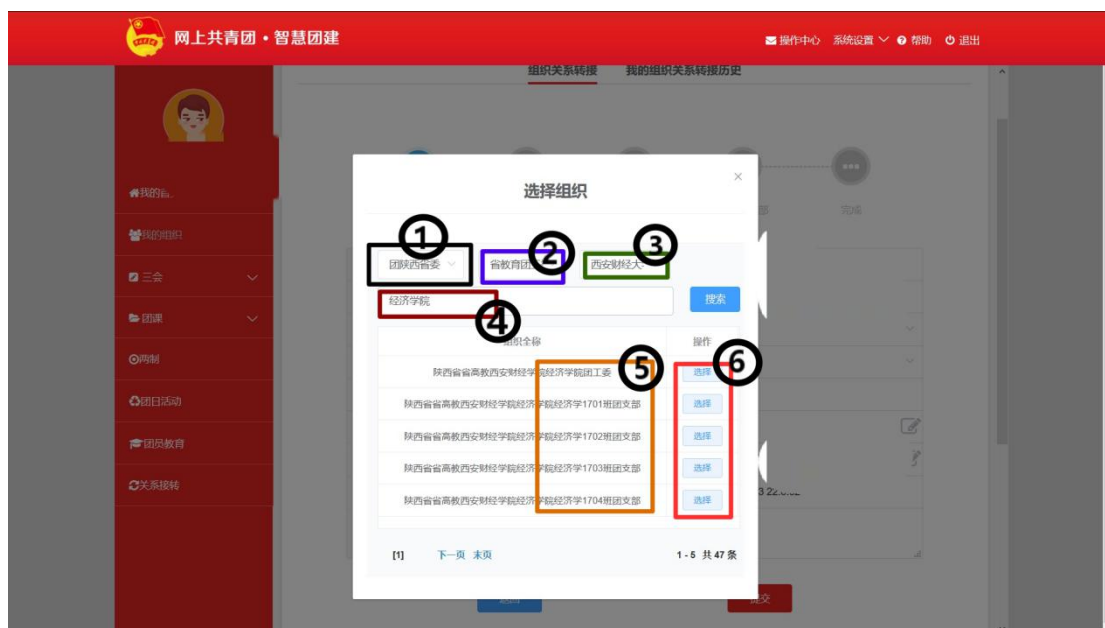 网上共青团·智慧团建
操作中心 系统设置 帮助 退出
组织关系转接 我的组织关系转接历史
选择组织
我的
我的组织
三会
团课
两制
团日活动
团员教育
关系接转
完成
① ② ③
团陕西省委 省教育团 西安财经大
经济学院 搜索
④
组织全称 操作
⑤ ⑥
陕西省省高教西安财经学院经济学院团工委 选择
陕西省省高教西安财经学院经济学院经济学1701班团支部 选择
陕西省省高教西安财经学院经济学院经济学1702班团支部 选择
陕西省省高教西安财经学院经济学院经济学1703班团支部 选择
陕西省省高教西安财经学院经济学院经济学1704班团支部 选择
[1] 下一页 末页 1 - 5 共 47 条
提交